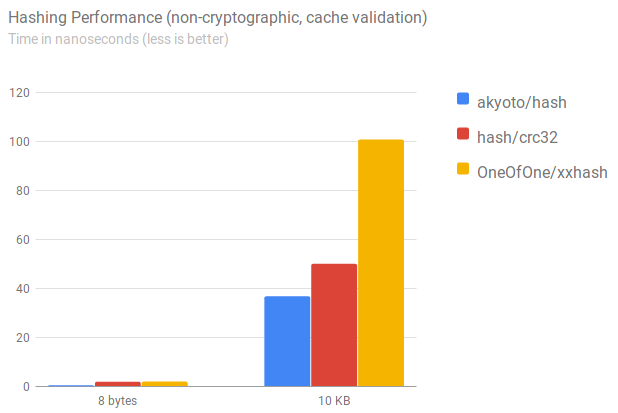 Hashing Performance (non-cryptographic, cache validation)
Time in nanoseconds (less is better)
120
100
80
60
40
20
0
8 bytes
10 KB
akyoto/hash
hash/crc32
OneOfOne/xxhash